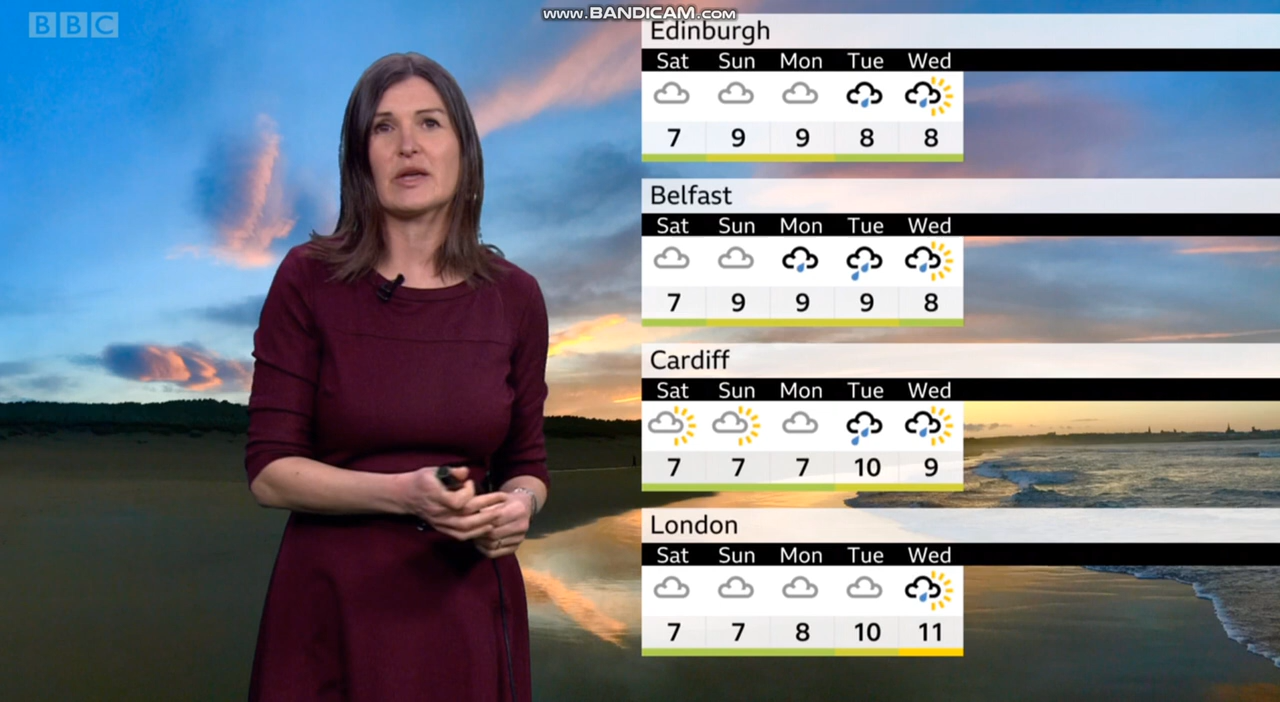 BBC
www.BANDICAM.com
Edinburgh
Sat Sun Mon Tue Wed
7 9 9 8 8
Belfast
Sat Sun Mon Tue Wed
7 9 9 9 8
Cardiff
Sat Sun Mon Tue Wed
7 7 7 10 9
London
Sat Sun Mon Tue Wed
7 7 8 10 11